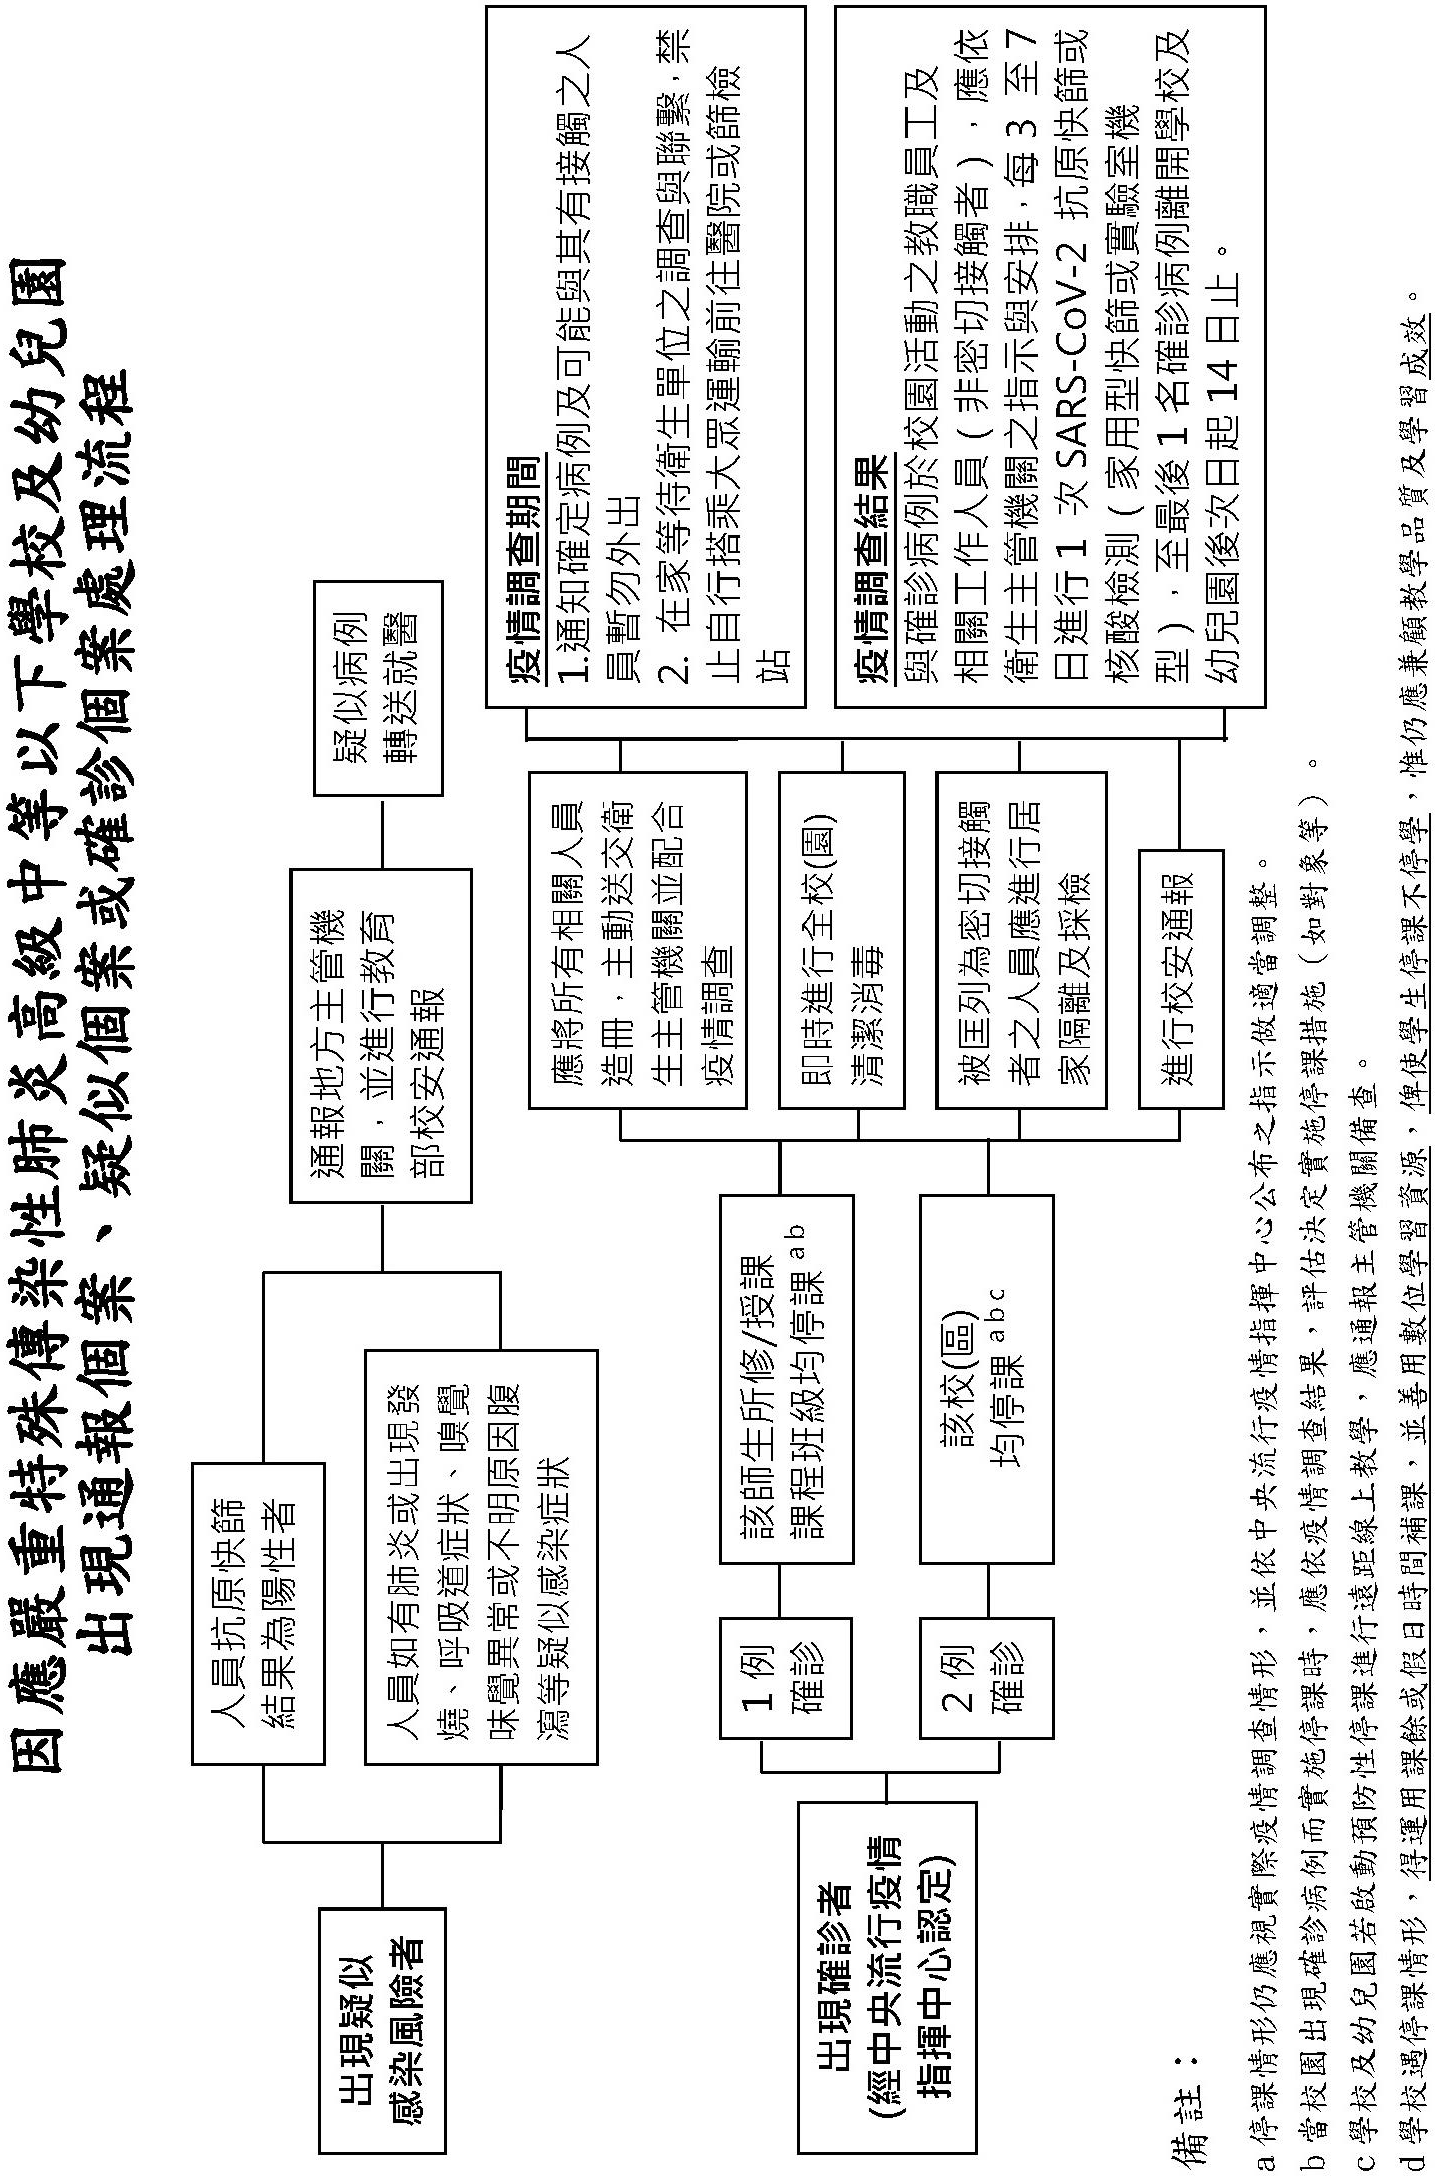 因應嚴重特殊傳染性肺炎高級中等以下學校及幼兒園
出現通報個案、疑似個案或確診個案處理流程
出現疑似
感染風險者
人員抗原快篩
結果為陽性者
人員如有肺炎或出現發
燒、呼吸道症狀、嗅覺
味覺異常或不明原因腹
瀉等疑似感染症狀
通報地方主管機
關，並進行教育
部校安通報
疑似病例
轉送就醫
出現確診者
(經中央流行疫情
指揮中心認定)
1 例
確診
2 例
確診
該師生所修/授課
課程班級均停課 ab
該校(區)
均停課 abc
應將所有相關人員
造冊，主動送交衛
生主管機關並配合
疫情調查
即時進行全校(園)
清潔消毒
被匡列為密切接觸
者之人員應進行居
家隔離及採檢
進行校安通報
疫情調查期間
1.通知確定病例及可能與其有接觸之人
員暫勿外出
2. 在家等待衛生單位之調查與聯繫，禁
止自行搭乘大眾運輸前往醫院或篩檢
站
疫情調查結果
與確診病例於校園活動之教職員工及
相關工作人員（非密切接觸者），應依
衛生主管機關之指示與安排，每 3 至 7
日進行 1 次 SARS-CoV-2 抗原快篩或
核酸檢測（家用型快篩或實驗室機
型），至最後 1 名確診病例離開學校及
幼兒園後次日起 14 日止。
備註：
a 停課情形仍應視實際疫情調查情形，並依中央流行疫情指揮中心公布之指示做適當調整。
b 當校園出現確診病例而實施停課時，應依疫情調查結果，評估決定實施停課措施（如對象等）。
c 學校及幼兒園若啟動預防性停課進行遠距線上教學，應通報主管機關備查。
d 學校遇停課情形，得運用課餘或假日時間補課，並善用數位學習資源，俾使學生停課不停學，惟仍應兼顧教學品質及學習成效。